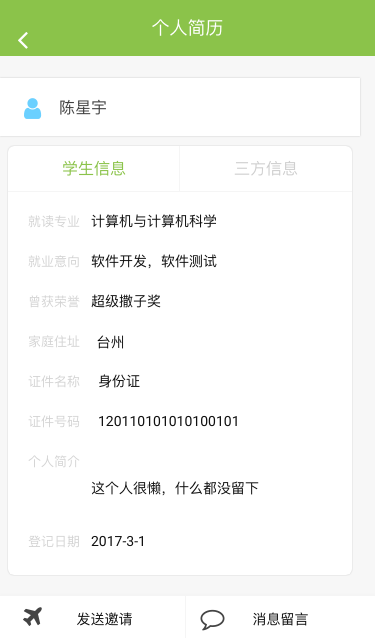 个人简历
陈星宇
学生信息 三方信息
就读专业 计算机与计算机科学
就业意向 软件开发，软件测试
曾获荣誉 超级撒子奖
家庭住址 台州
证件名称 身份证
证件号码 120110101010100101
个人简介
这个人很懒，什么都没留下
登记日期 2017-3-1
发送邀请 消息留言